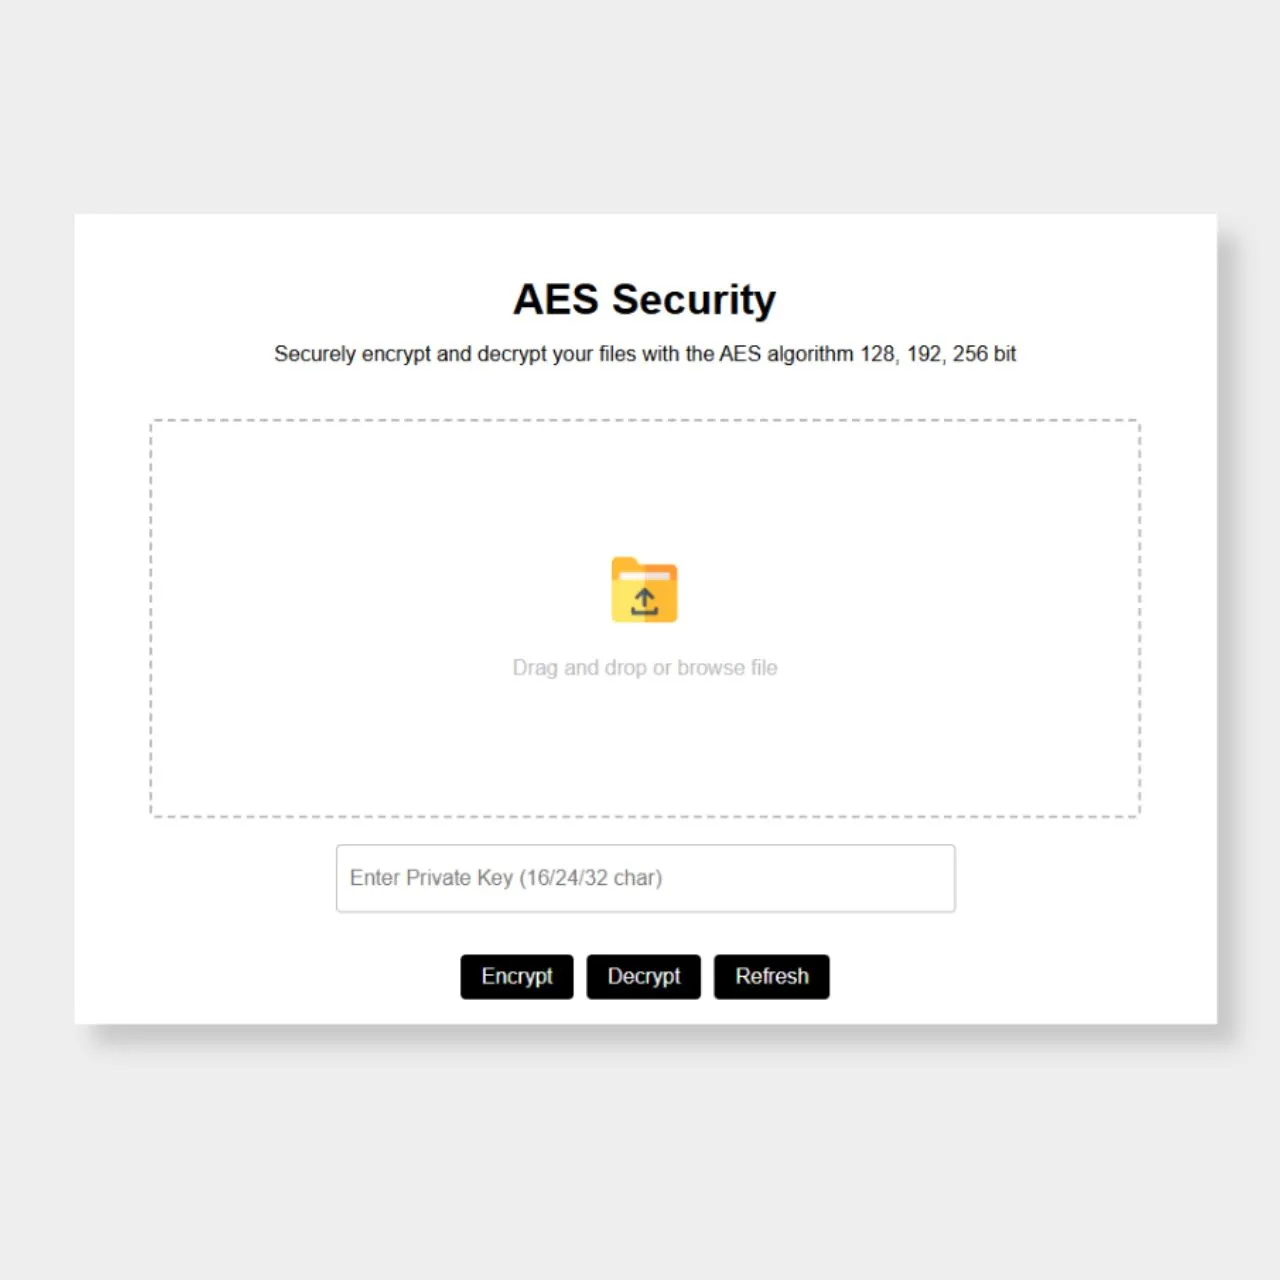 AES Security
Securely encrypt and decrypt your files with the AES algorithm 128, 192, 256 bit
Drag and drop or browse file
Enter Private Key (16/24/32 char)
Encrypt Decrypt Refresh